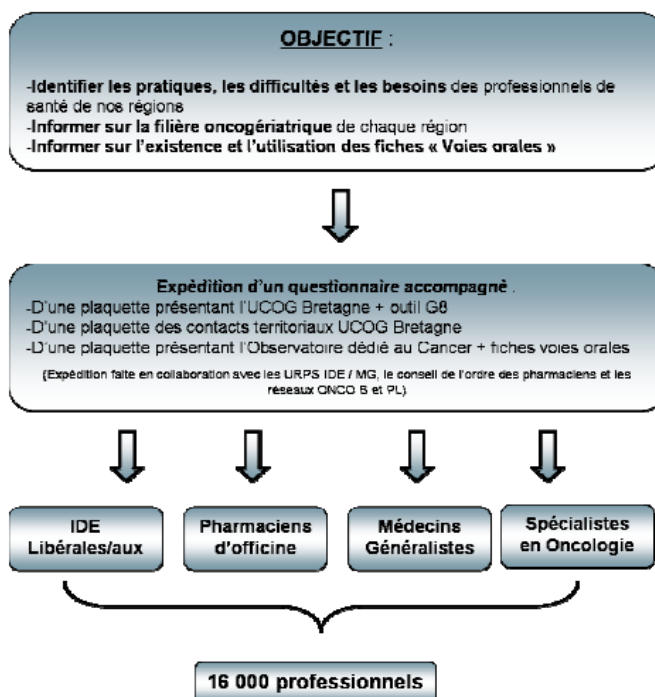 OBJECTIF :
-Identifier les pratiques, les difficultés et les besoins des professionnels de
santé de nos régions
-Informer sur la filière oncogériatrique de chaque région
-Informer sur l'existence et l'utilisation des fiches « Voies orales »
Expédition d'un questionnaire accompagné :
-D'une plaquette présentant l'UCOG Bretagne + outil G8
-D'une plaquette des contacts territoriaux UCOG Bretagne
-D'une plaquette présentant l'Observatoire dédié au Cancer + fiches voies orales
(Expédition faite en collaboration avec les URPS IDE / MG, le conseil de l'ordre des pharmaciens et les
réseaux ONCO B et PL)
IDE
Libérales/aux
Pharmaciens
d'officine
Médecins
Généralistes
Spécialistes
en Oncologie
16 000 professionnels